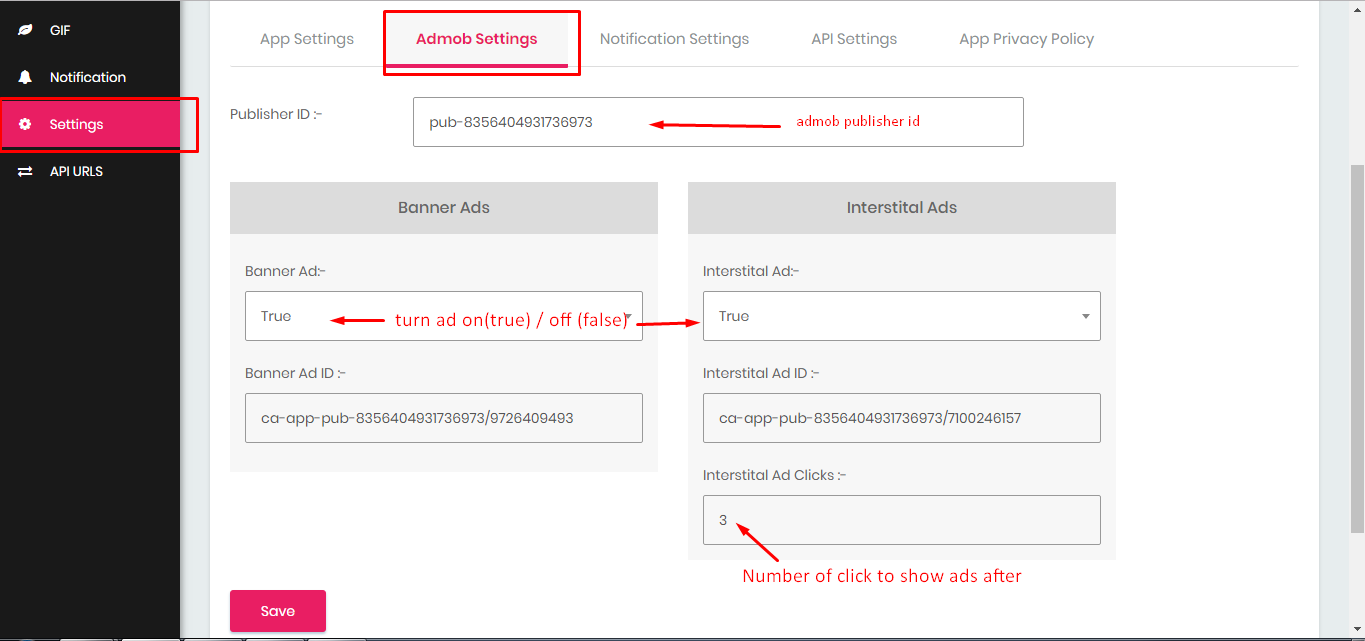 GIF
Notification
Settings
API URLS
App Settings
Admob Settings
Notification Settings
API Settings
App Privacy Policy
Publisher ID :-
pub-8356404931736973
admob publisher id
Banner Ads
Banner Ad:-
True
turn ad on(true) / off (false)
Banner Ad ID :-
ca-app-pub-8356404931736973/9726409493
Interstital Ads
Interstital Ad:-
True
Interstital Ad ID :-
ca-app-pub-8356404931736973/7100246157
Interstital Ad Clicks :-
3
Number of click to show ads after
Save